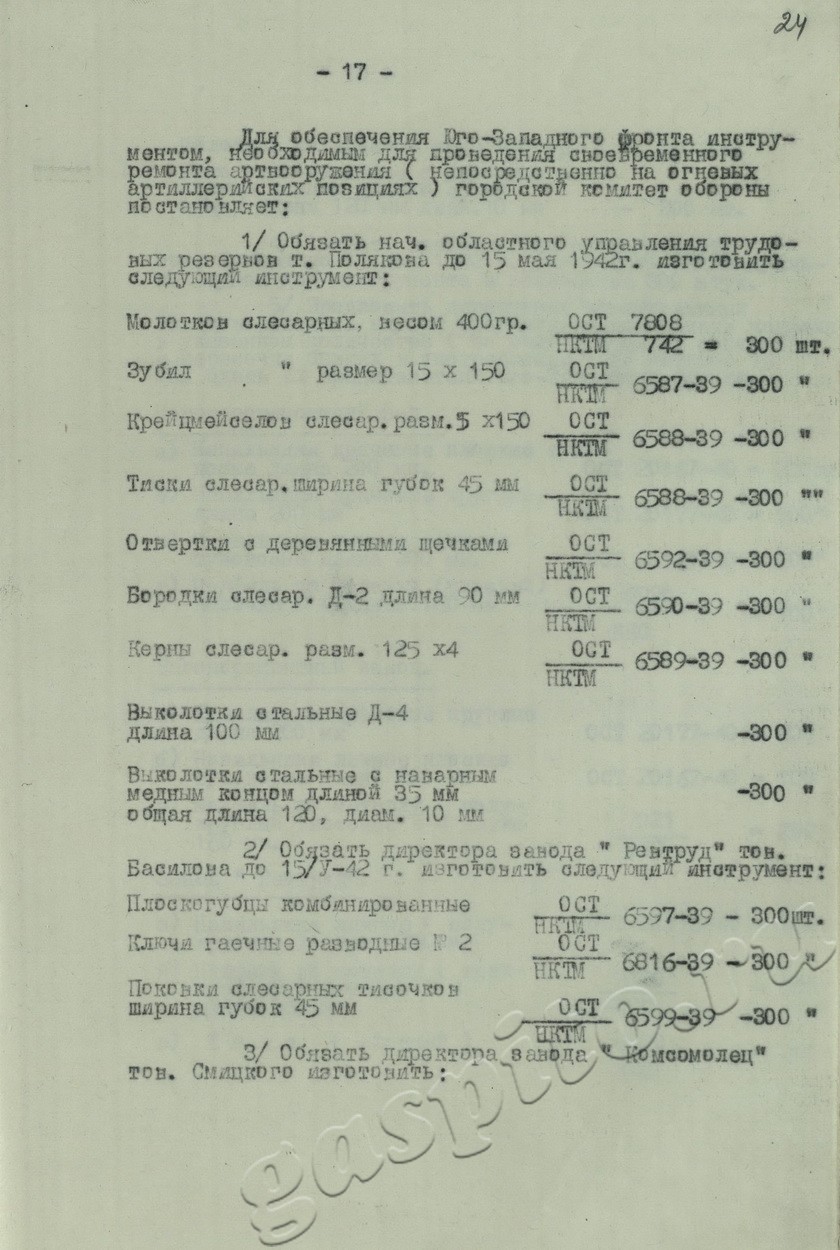 24
- 17 -
Для обеспечения Юго-Западного фронта инстру-
ментом, необходимым для проведения своевременного
ремонта артвооружения ( непосредственно на огневых
артиллерийских позициях ) городской комитет обороны
постановляет:
1/ Обязать нач. областного управления трудо-
вых резервов т. Полякова до 15 мая 1942г. изготовить
следующий инструмент:
Молотков слесарных, весом 400гр. ОСТ 7808
НКТМ 742 = 300 шт.
Зубил " размер 15 х 150 ОСТ
НКТМ 6587-39 -300 "
Крейцмейселов слесар.разм.5 х150 ОСТ
НКТМ 6588-39 -300 "
Тиски слесар.ширина губок 45 мм ОСТ
НКТМ 6588-39 -300 ""
Отвертки с деревянными щечками ОСТ
НКТМ 6592-39 -300 "
Бородки слесар. Д-2 длина 90 мм ОСТ
НКТМ 6590-39 -300 "
Керны слесар. разм. 125 х4 ОСТ
НКТМ 6589-39 -300 "
Выколотки стальные Д-4
длина 100 мм -300 "
Выколотки стальные с наварным
медным концом длиной 35 мм -300 "
общая длина 120, диам. 10 мм
2/ Обязать директора завода " Ревтруд" тов.
Басилова до 15/У-42 г. изготовить следующий инструмент:
Плоскогубцы комбинированные ОСТ
НКТМ 6597-39 - 300шт.
Ключи гаечные разводные № 2 ОСТ
НКТМ 6816-39 - 300 "
Поковки слесарных тисочков
ширина губок 45 мм ОСТ
НКТМ 6599-39 -300 "
3/ Обязать директора завода " Комсомолец"
тов. Смицкого изготовить: